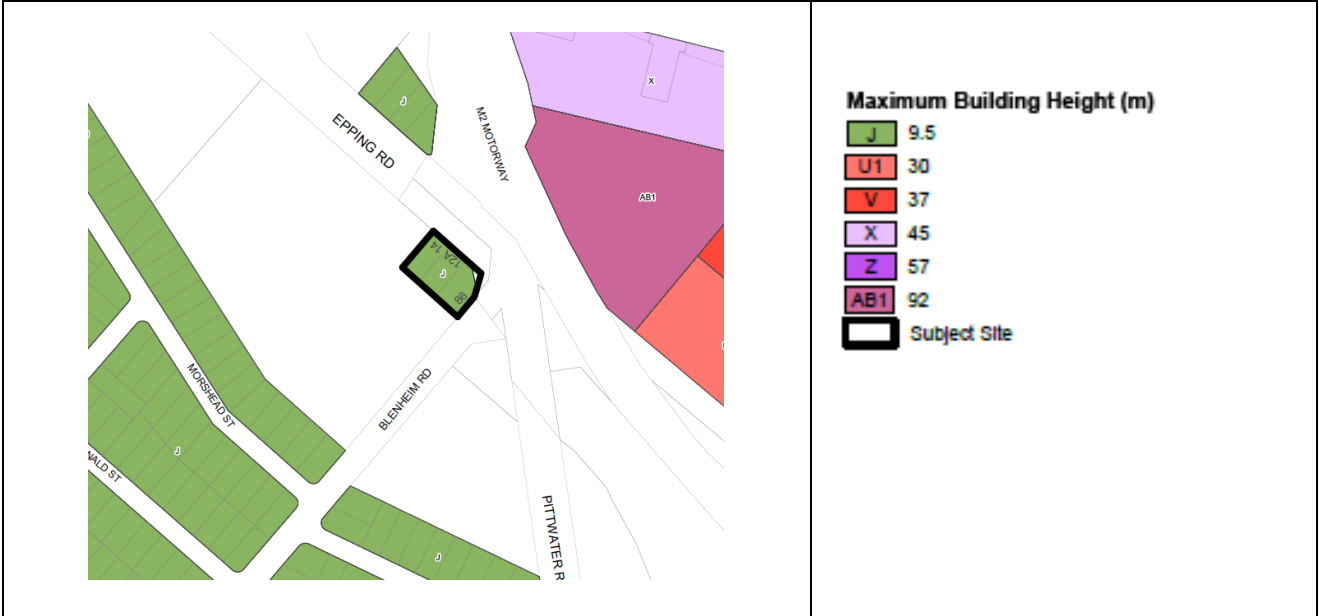 X
J
EPPING RD
M2 MOTORWAY
AB1
12A 14
J
98
MORSHEAD ST
BLENHEIM RD
J
NALD ST
PITTWATER R
J
Maximum Building Height (m)
J 9.5
U1 30
V 37
X 45
Z 57
AB1 92
Subject Site